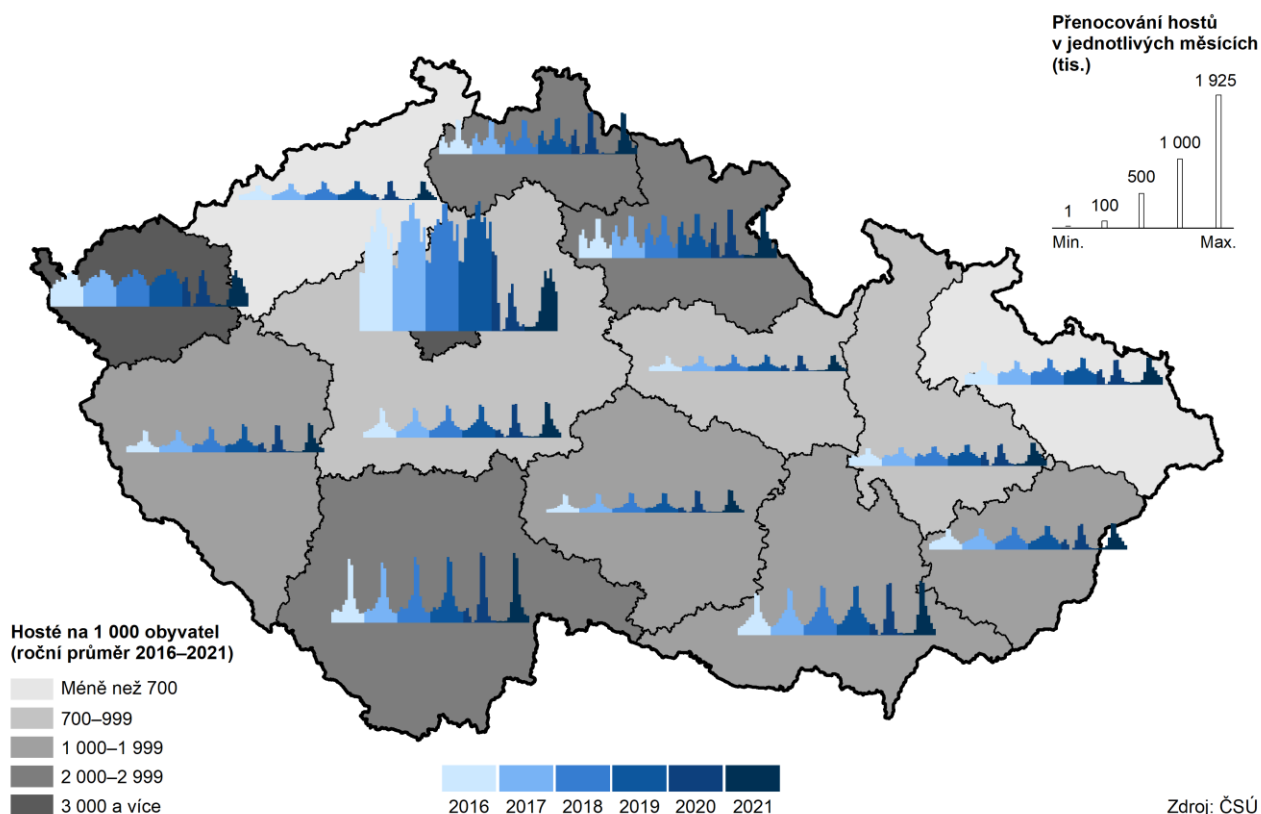 Přenocování hostů
v jednotlivých měsících
(tis.)
1 925
1 000
500
100
1
Min.
Max.
Hosté na 1 000 obyvatel
(roční průměr 2016–2021)
Méně než 700
700–999
1 000–1 999
2 000–2 999
3 000 a více
2016 2017 2018 2019 2020 2021
Zdroj: ČSÚ